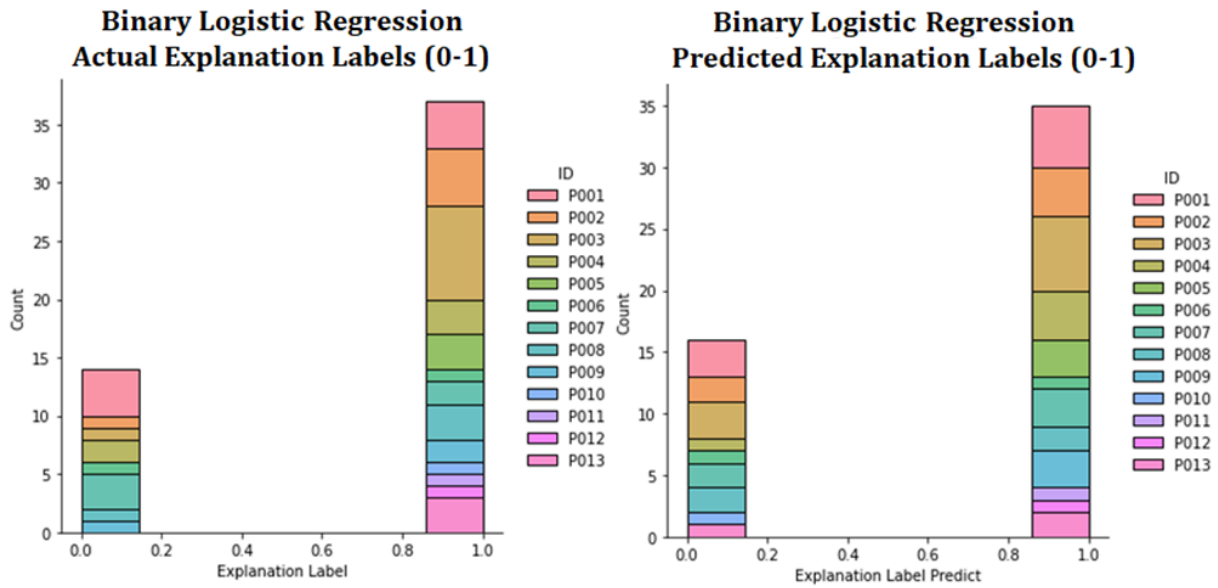 Binary Logistic Regression
Actual Explanation Labels (0-1)
35
30
25
20
15
10
5
0
Count
0.0 0.2 0.4 0.6 0.8 1.0
Explanation Label
ID
P001
P002
P003
P004
P005
P006
P007
P008
P009
P010
P011
P012
P013
Binary Logistic Regression
Predicted Explanation Labels (0-1)
35
30
25
20
15
10
5
0
Count
0.0 0.2 0.4 0.6 0.8 1.0
Explanation Label Predict
ID
P001
P002
P003
P004
P005
P006
P007
P008
P009
P010
P011
P012
P013